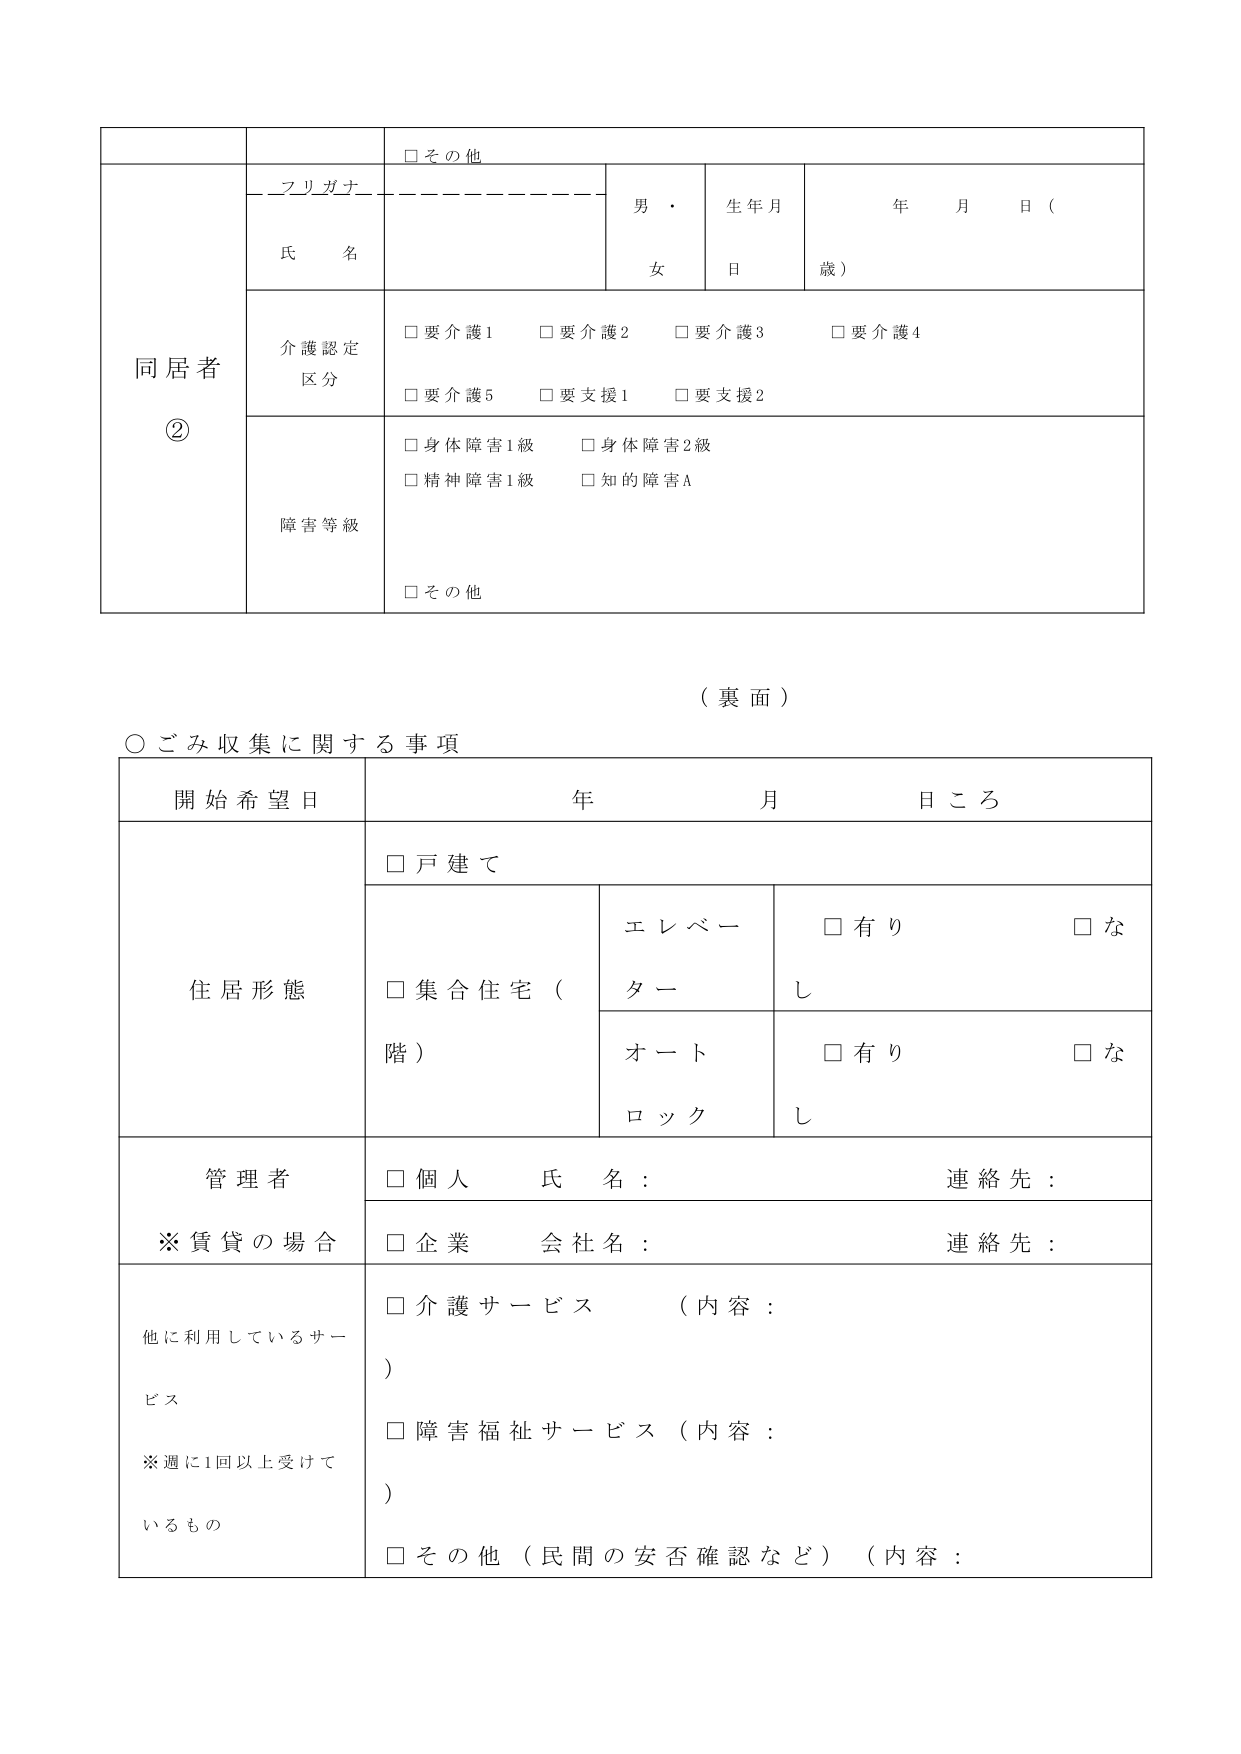 □その他
フリガナ
氏　名
男・
女
生年月
日
年　月　日（
歳）
同居者
②
介護認定
区分
□要介護1　□要介護2　□要介護3　□要介護4
□要介護5　□要支援1　□要支援2
障害等級
□身体障害1級　□身体障害2級
□精神障害1級　□知的障害A
□その他
（裏面）
○ごみ収集に関する事項
開始希望日
年　月　日ころ
住居形態
□戸建て
□集合住宅（
階）
エレベー
ター
□有り　□な
し
オート
ロック
□有り　□な
し
管理者
※賃貸の場合
□個人　氏　名：　連絡先：
□企業　会社名：　連絡先：
他に利用しているサー
ビス
※週に1回以上受けて
いるもの
□介護サービス　（内容：
）
□障害福祉サービス（内容：
）
□その他（民間の安否確認など）（内容：